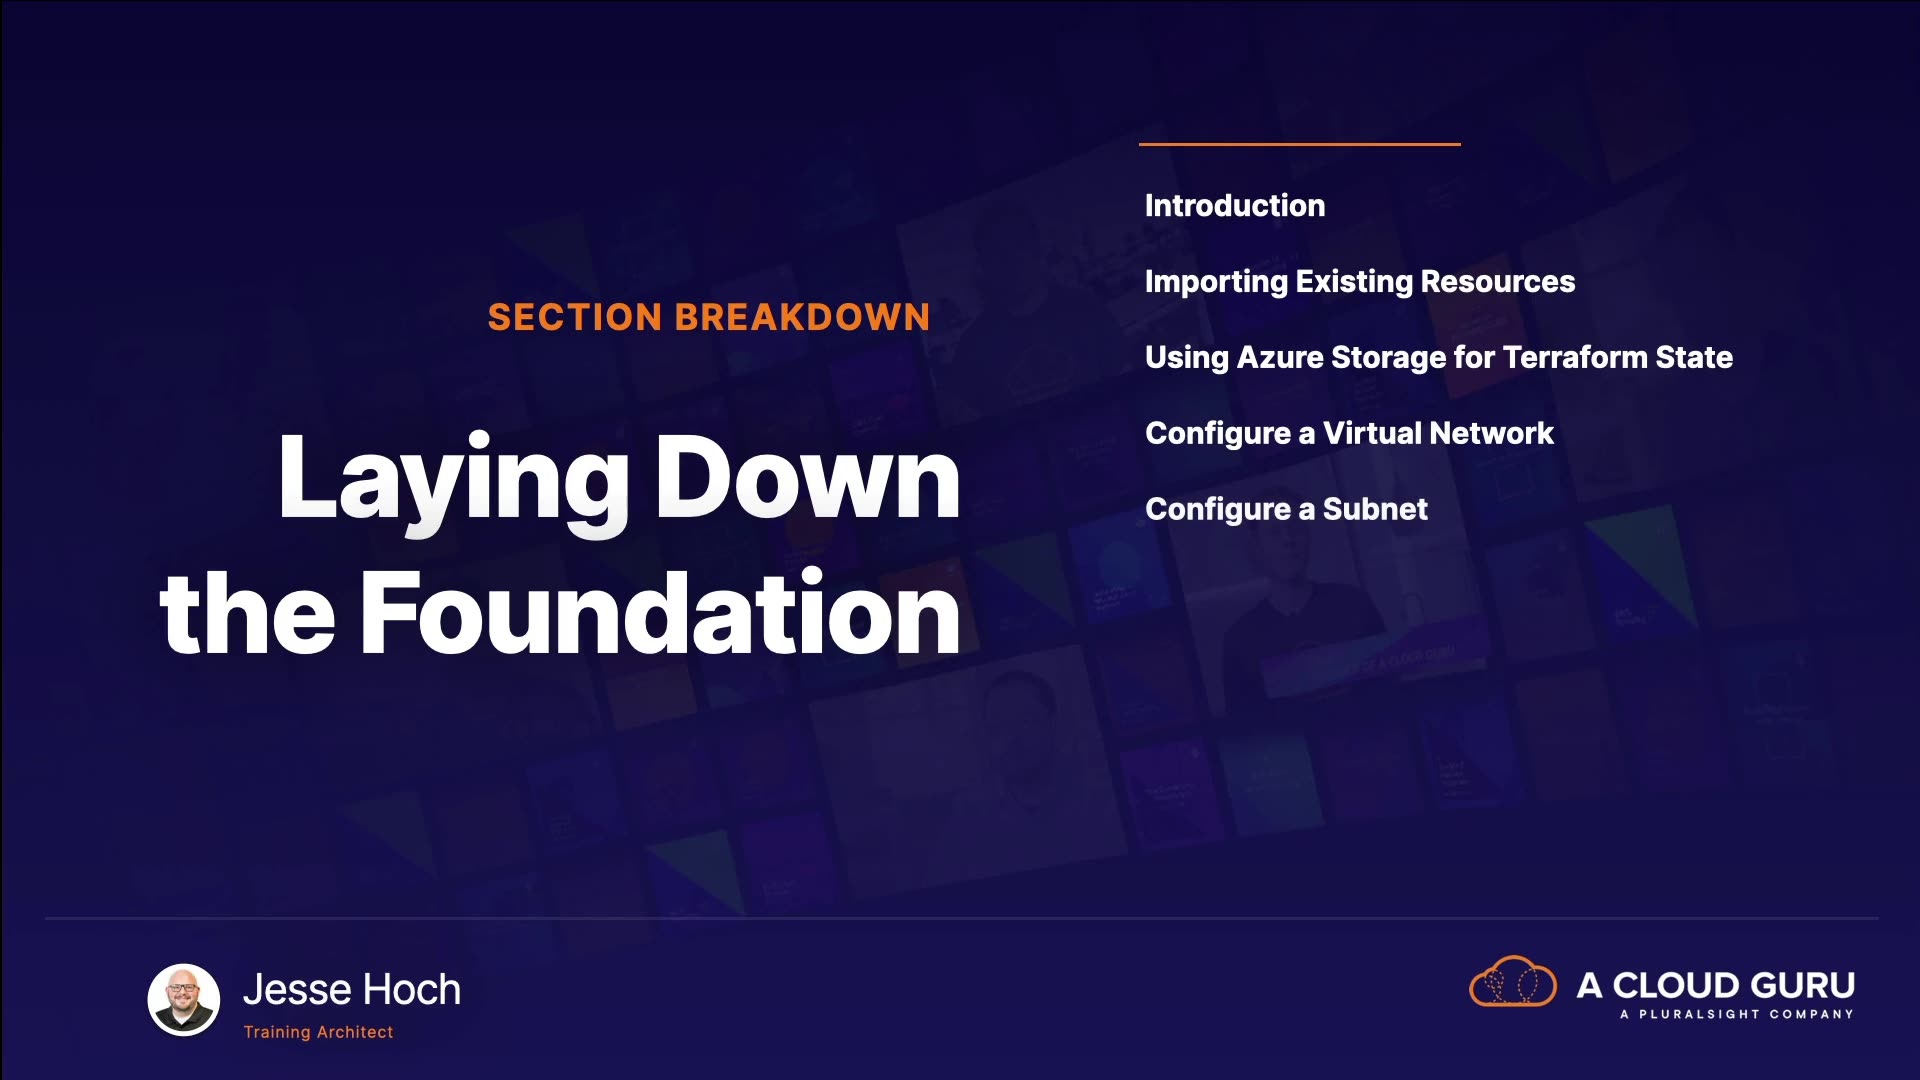 SECTION BREAKDOWN
Laying Down
the Foundation
Introduction
Importing Existing Resources
Using Azure Storage for Terraform State
Configure a Virtual Network
Configure a Subnet
Jesse Hoch
Training Architect
A CLOUD GURU
A PLURALSIGHT COMPANY